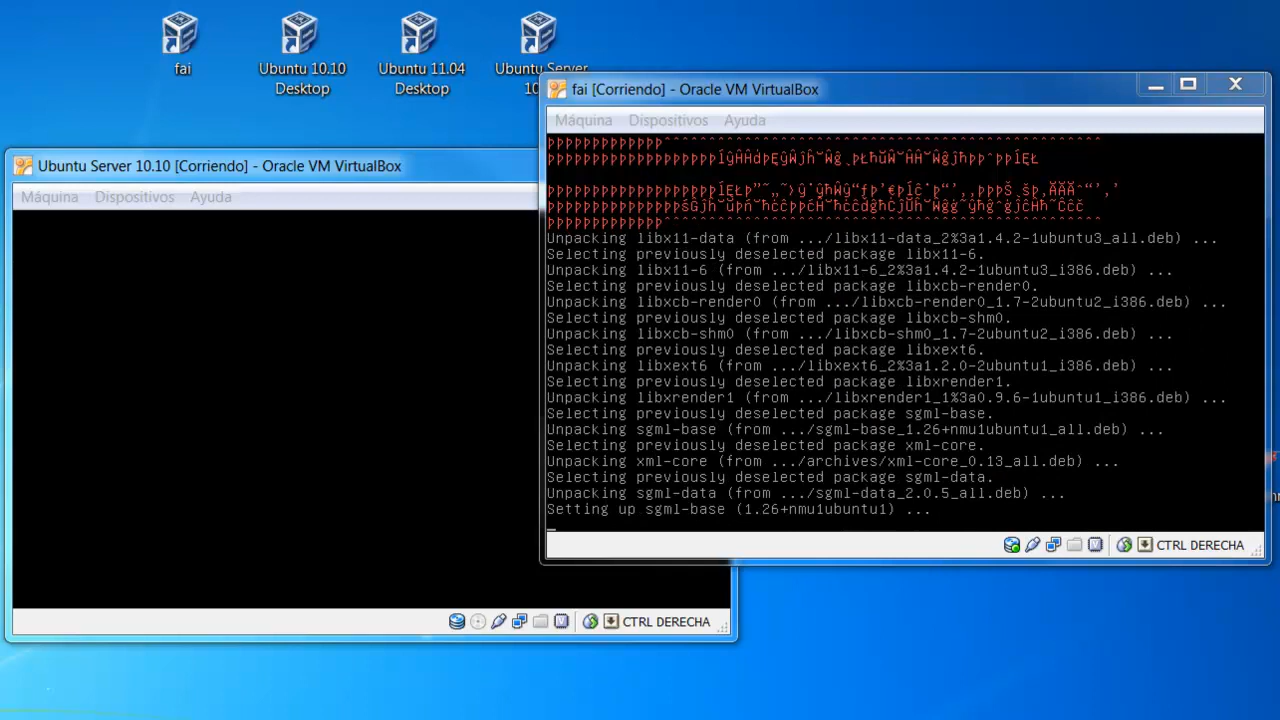 fai
Ubuntu 10.10
Desktop
Ubuntu 11.04
Desktop
Ubuntu Server
10
fai [Corriendo] - Oracle VM VirtualBox
Máquina Dispositivos Ayuda
Ubuntu Server 10.10 [Corriendo] - Oracle VM VirtualBox
Máquina Dispositivos Ayuda
Unpacking libx11-data (from .../libx11-data_2%3a1.4.2-1ubuntu3_all.deb) ...
Selecting previously deselected package libx11-6.
Unpacking libx11-6 (from .../libx11-6_2%3a1.4.2-1ubuntu3_i386.deb) ...
Selecting previously deselected package libxcb-render0.
Unpacking libxcb-render0 (from .../libxcb-render0_1.7-2ubuntu2_i386.deb) ...
Selecting previously deselected package libxcb-shm0.
Unpacking libxcb-shm0 (from .../libxcb-shm0_1.7-2ubuntu2_i386.deb) ...
Selecting previously deselected package libxext6.
Unpacking libxext6 (from .../libxext6_2%3a1.2.0-2ubuntu1_i386.deb) ...
Selecting previously deselected package libxrender1.
Unpacking libxrender1 (from .../libxrender1_1%3a0.9.6-1ubuntu1_i386.deb) ...
Selecting previously deselected package sgml-base.
Unpacking sgml-base (from .../sgml-base_1.26+nmu1ubuntu1_all.deb) ...
Selecting previously deselected package xml-core.
Unpacking xml-core (from .../archives/xml-core_0.13_all.deb) ...
Selecting previously deselected package sgml-data.
Unpacking sgml-data (from .../sgml-data_2.0.5_all.deb) ...
Setting up sgml-base (1.26+nmu1ubuntu1) ...
CTRL DERECHA
CTRL DERECHA